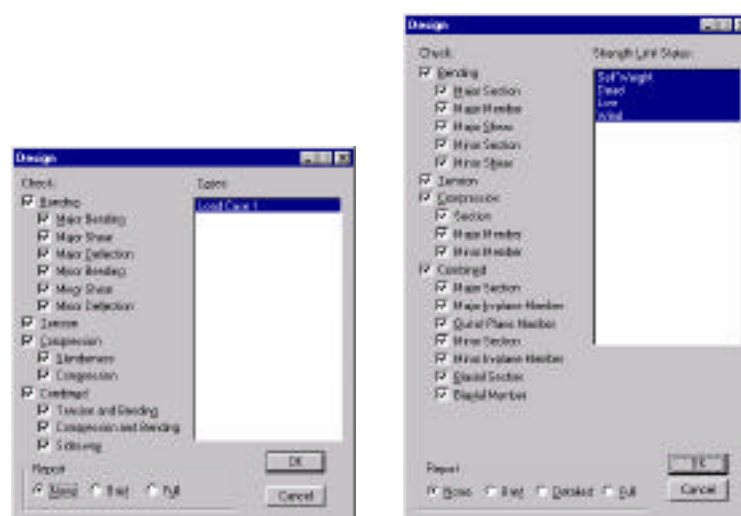 Design
Check:
Types:
Bending
Major Bending
Major Shear
Major Deflection
Minor Bending
Minor Shear
Minor Deflection
Tension
Compression
Slenderness
Compression
Combined
Tension and Bending
Compression and Bending
Sidesway
Load Case 1
Report
None
Brief
Full
OK
Cancel
Design
Check:
Strength Limit States:
Bending
Major Section
Major Member
Major Shear
Minor Section
Minor Shear
Tension
Compression
Section
Major Member
Minor Member
Combined
Major Section
Major In-plane Member
Out-of-Plane Member
Minor Section
Minor In-plane Member
Biaxial Section
Biaxial Member
Self Weight
Dead
Live
Wind
Report
None
Brief
Detailed
Full
OK
Cancel